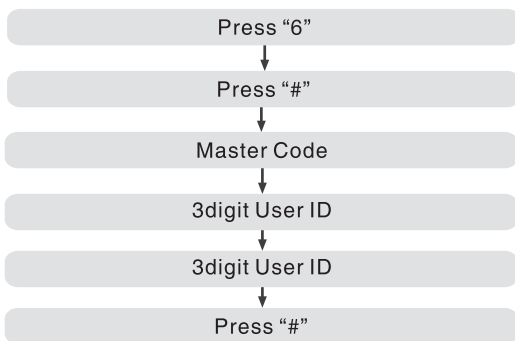 Press “6”
Press “#”
Master Code
3digit User ID
3digit User ID
Press “#”